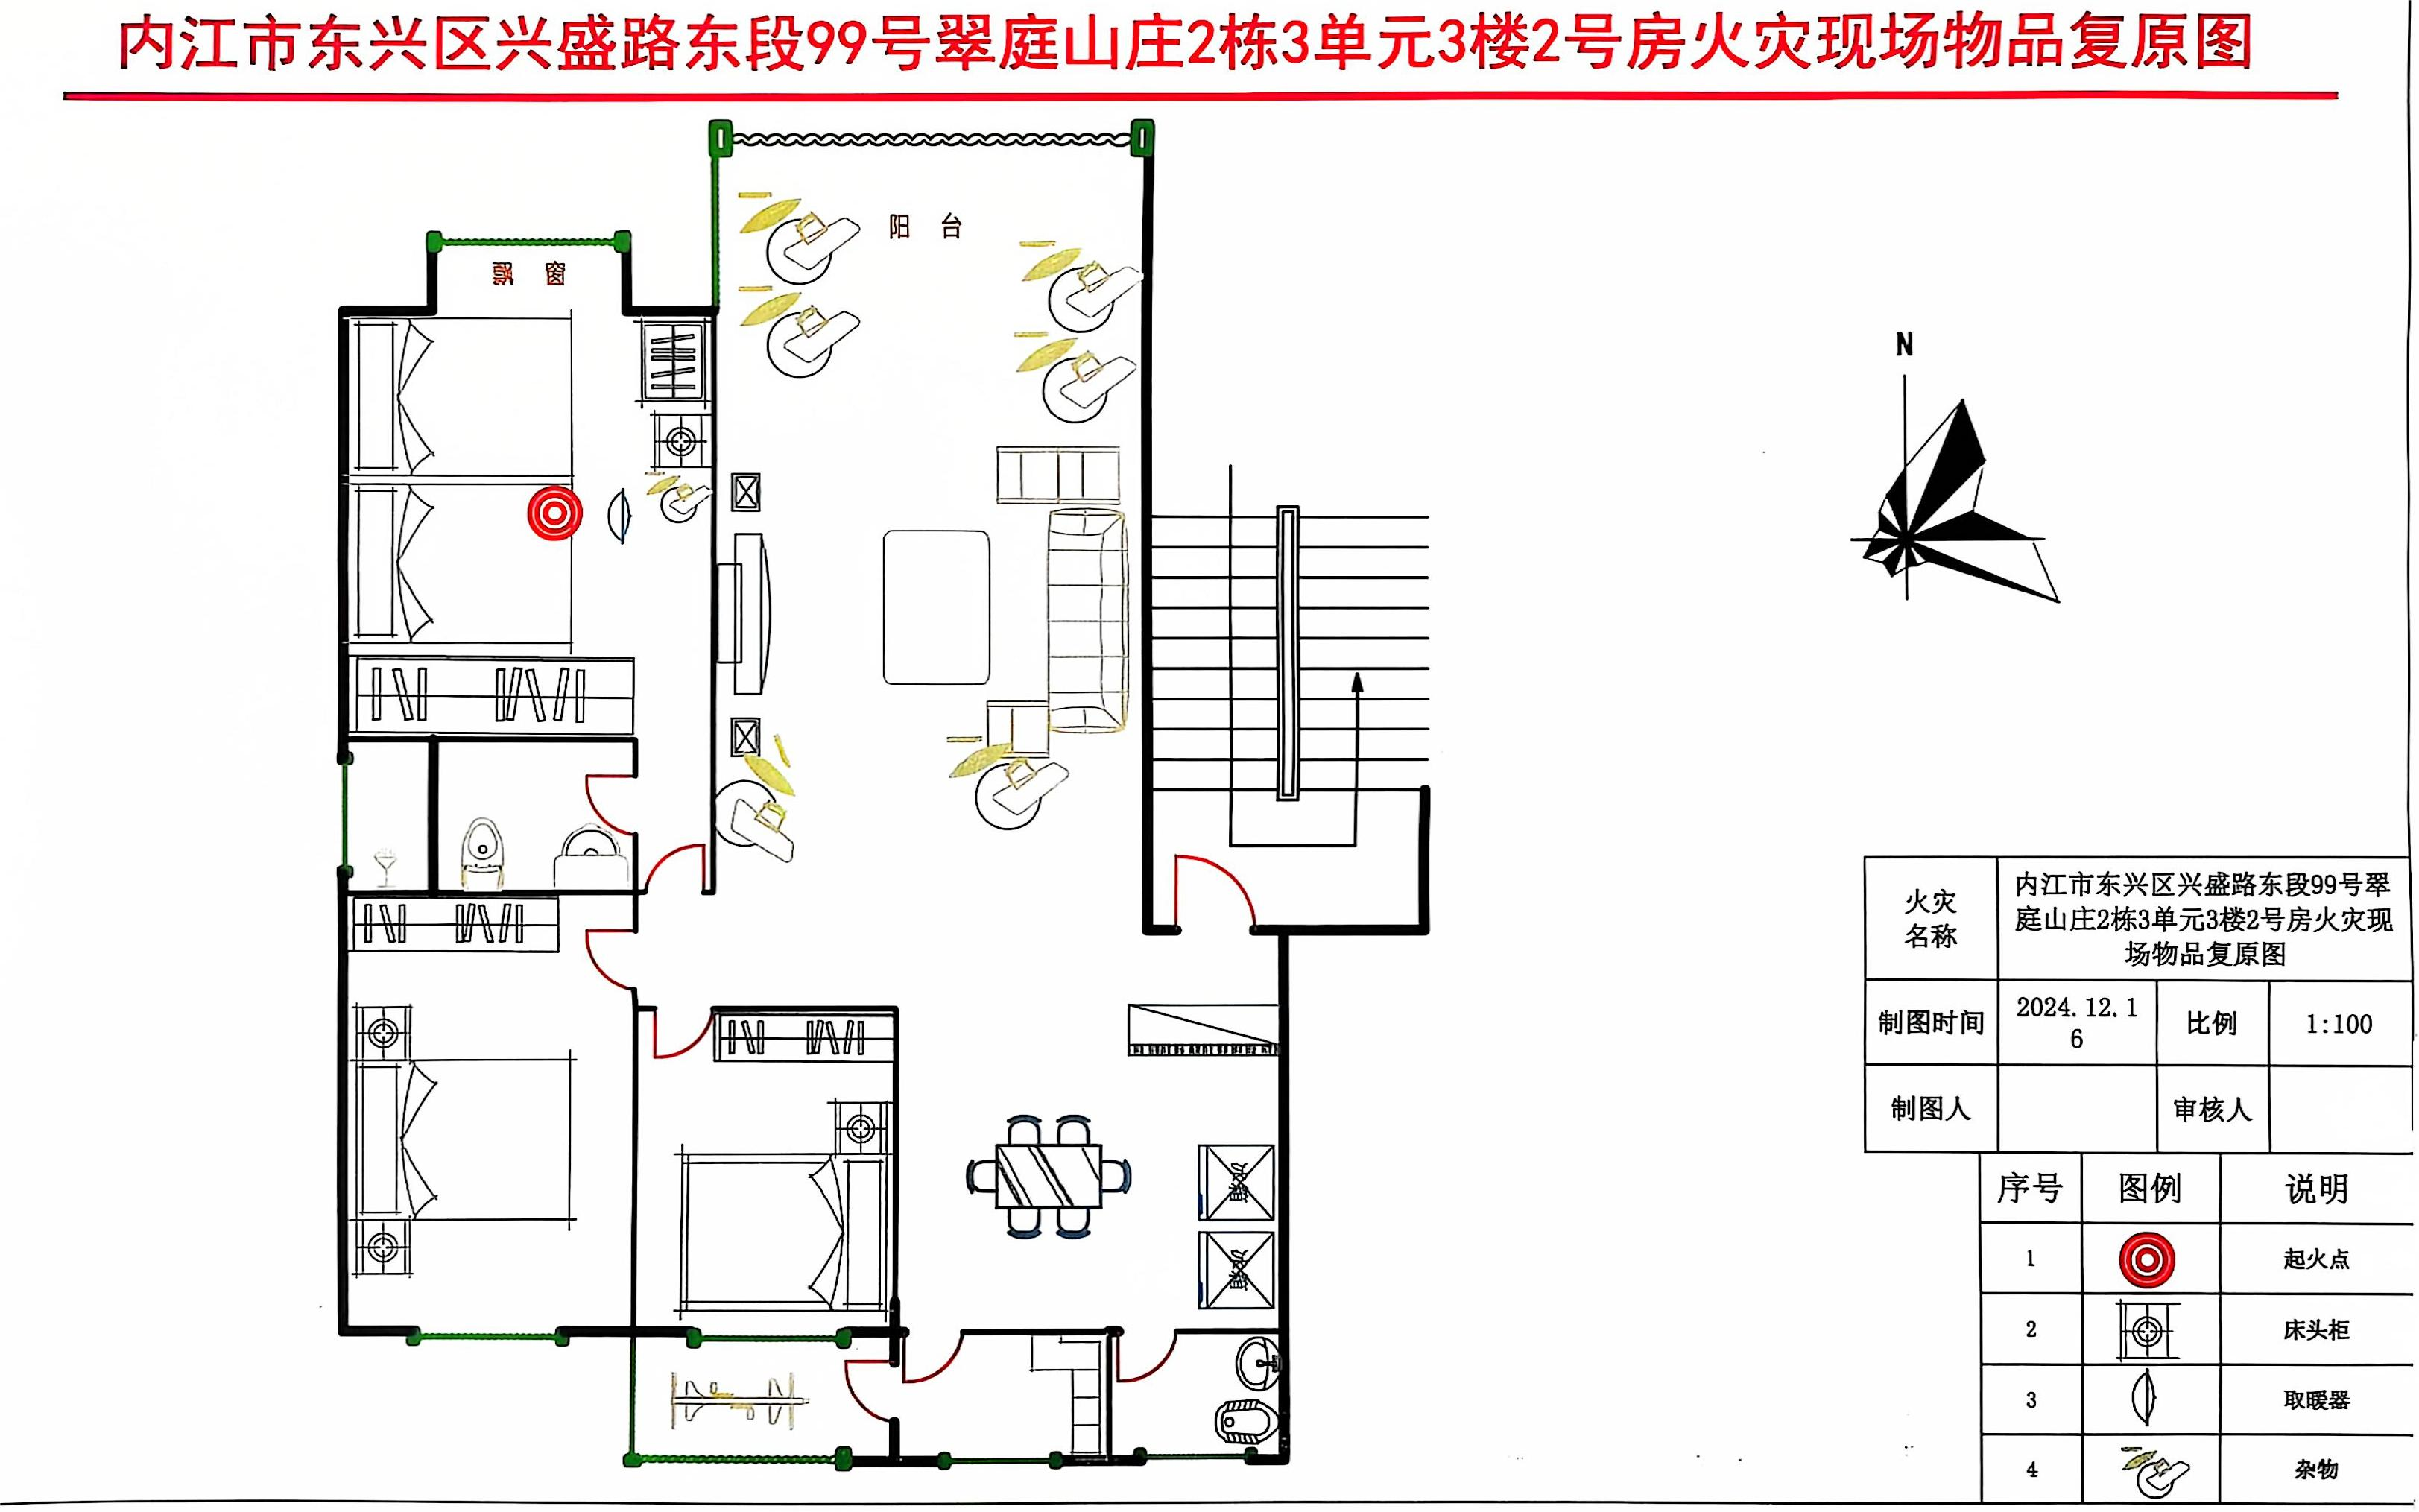 内江市东兴区兴盛路东段99号翠庭山庄2栋3单元3楼2号房火灾现场物品复原图
阳 台
飘 窗
N
冰箱
冰箱
火灾
名称
内江市东兴区兴盛路东段99号翠
庭山庄2栋3单元3楼2号房火灾现
场物品复原图
制图时间
2024.12.1
6
比例
1:100
制图人
审核人
序号 图例 说明
1 起火点
2 床头柜
3 取暖器
4 杂物